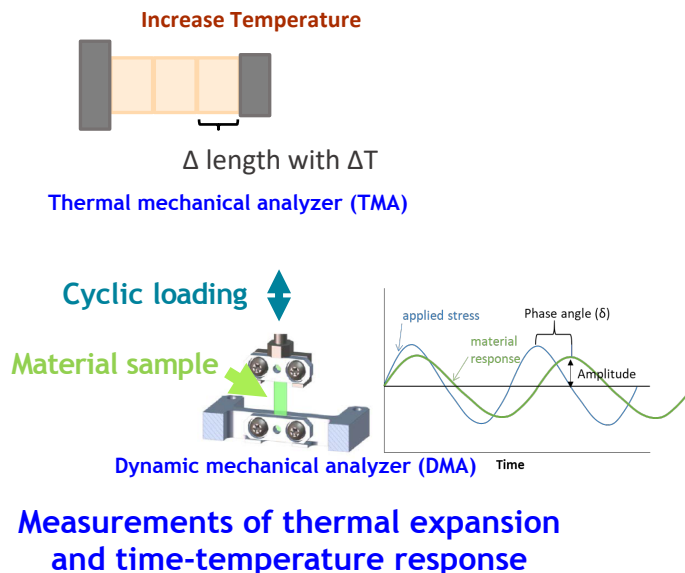 Increase Temperature
Δ length with ΔT
Thermal mechanical analyzer (TMA)
Cyclic loading
Material sample
applied stress
material
response
Phase angle (δ)
Amplitude
Dynamic mechanical analyzer (DMA)
Time
Measurements of thermal expansion
and time-temperature response